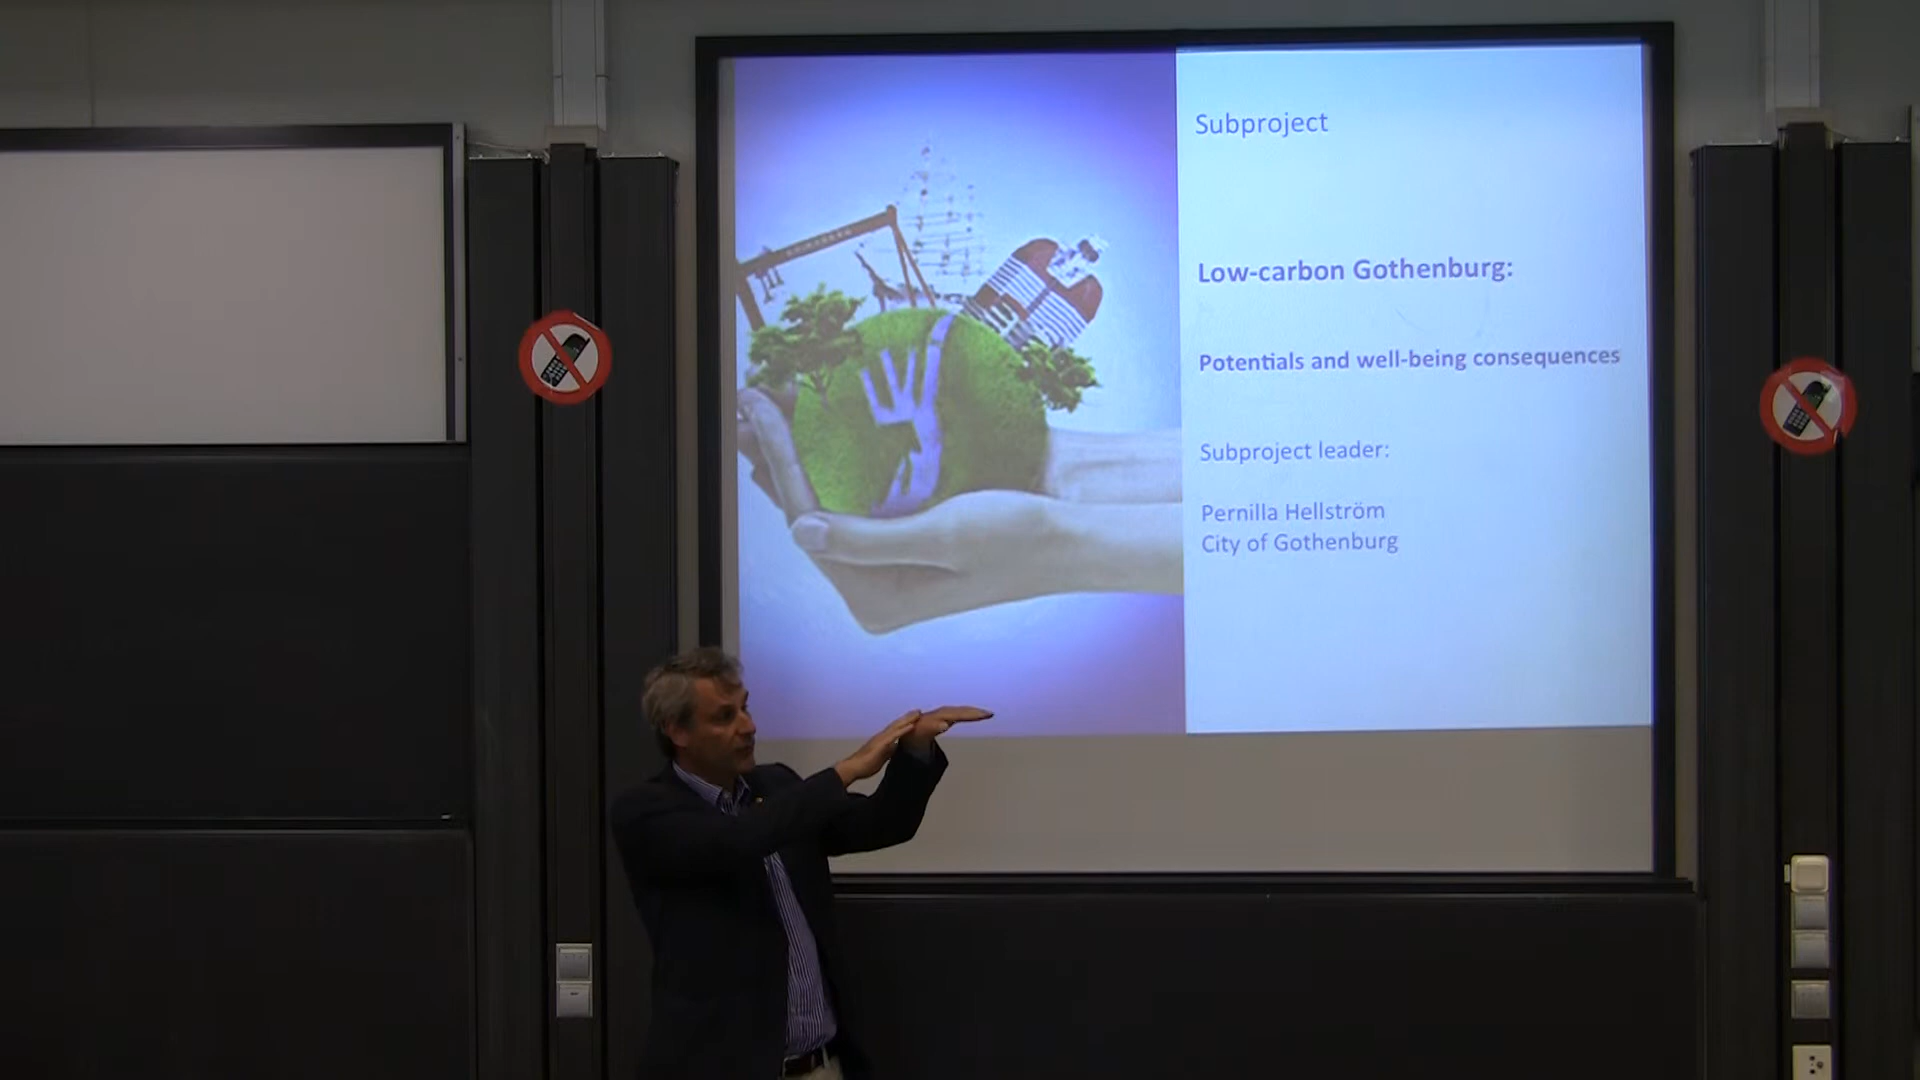 Subproject
Low-carbon Gothenburg:
Potentials and well-being consequences
Subproject leader:
Pernilla Hellström
City of Gothenburg